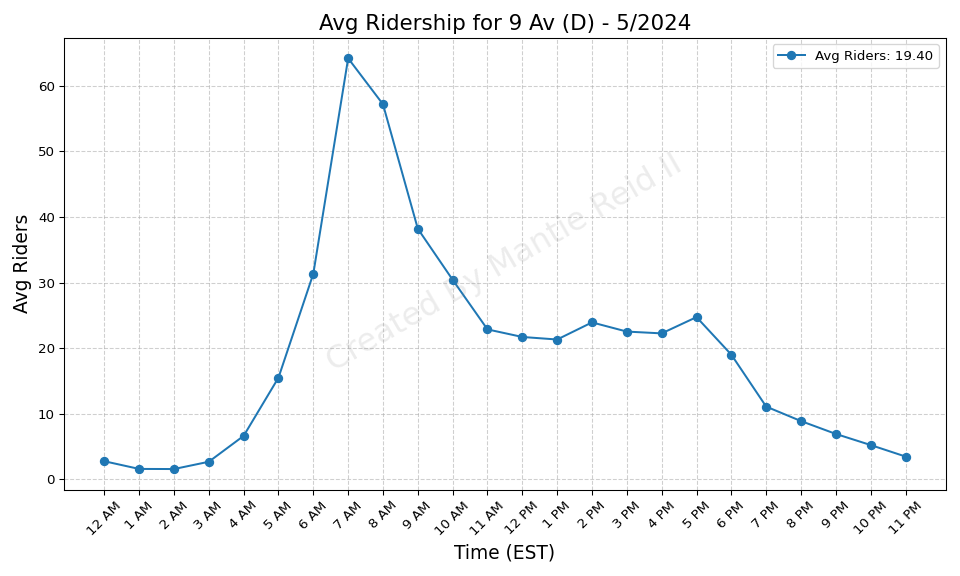 Avg Ridership for 9 Av (D) - 5/2024
Avg Riders: 19.40
Avg Riders
60
50
40
30
20
10
0
Created By Mantie Reid II
12 AM
1 AM
2 AM
3 AM
4 AM
5 AM
6 AM
7 AM
8 AM
9 AM
10 AM
11 AM
12 PM
1 PM
2 PM
3 PM
4 PM
5 PM
6 PM
7 PM
8 PM
9 PM
10 PM
11 PM
Time (EST)